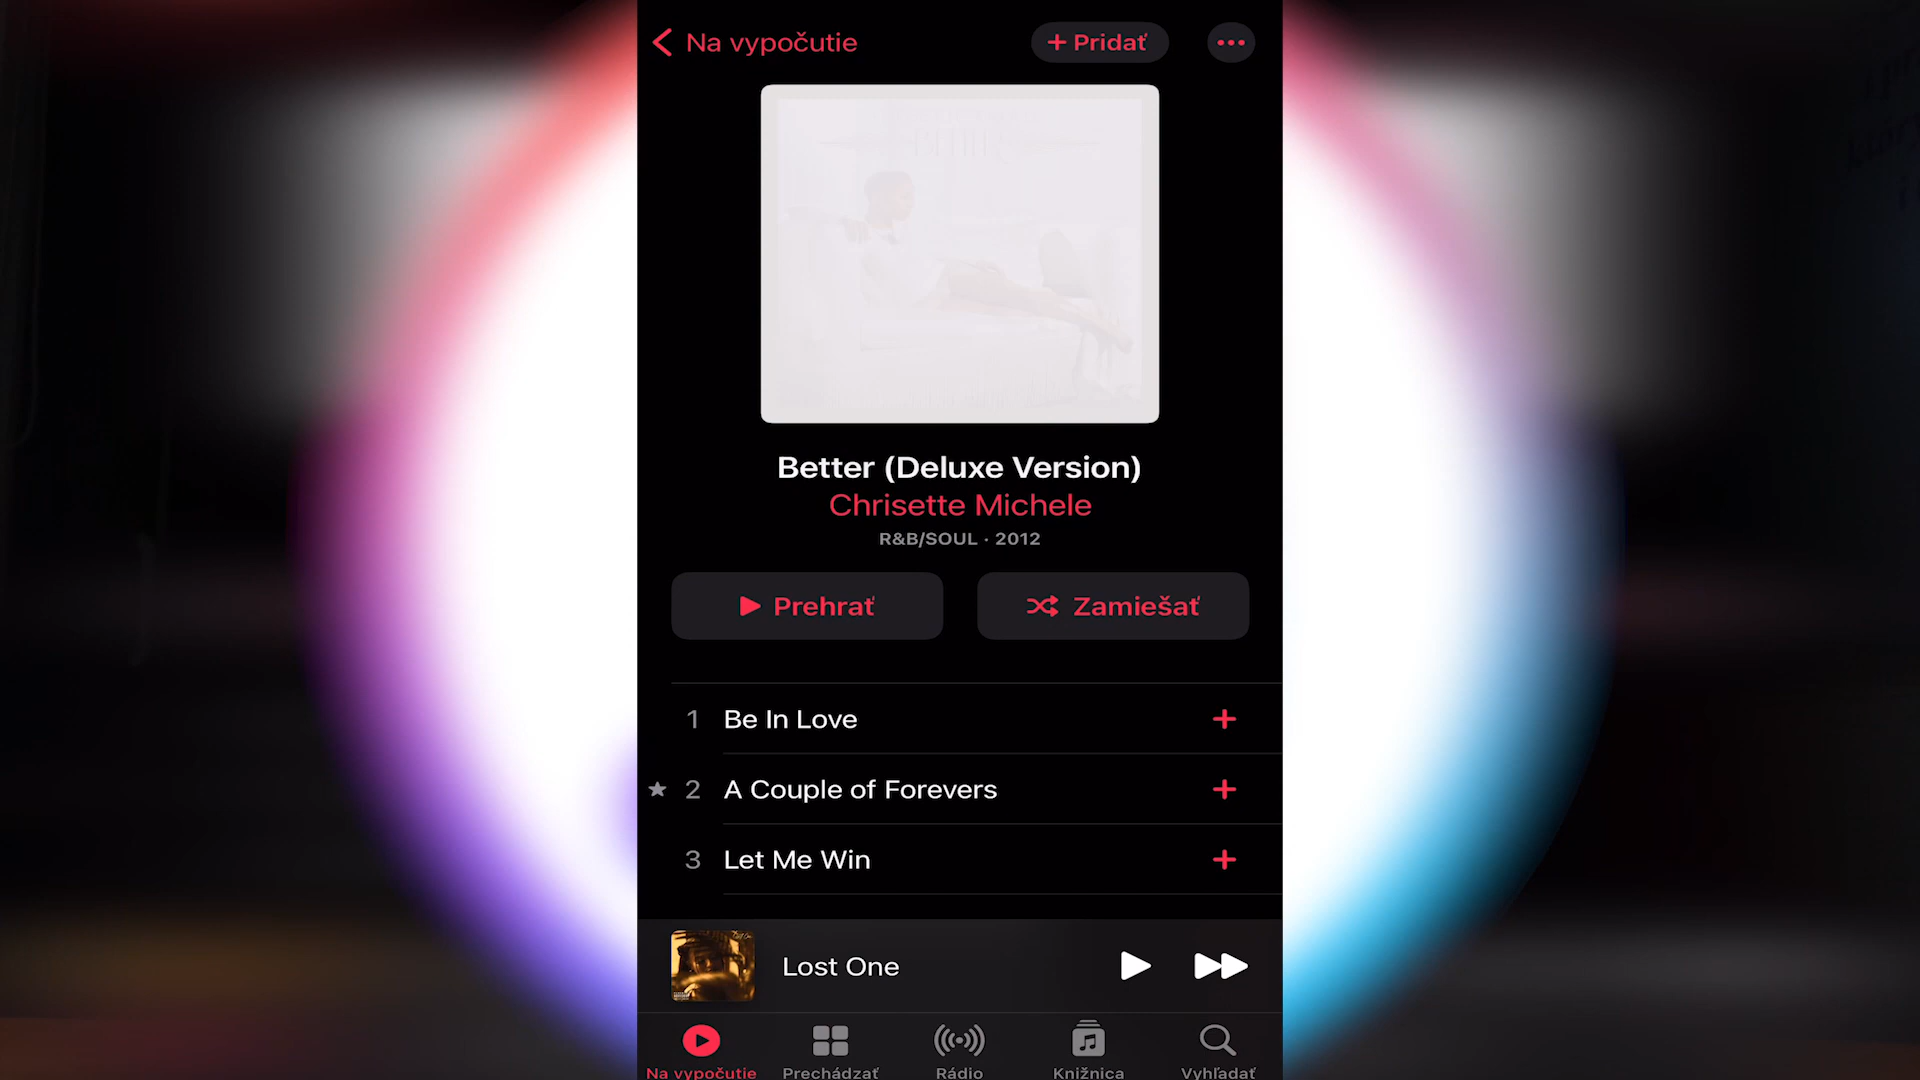 Na vypočutie
+ Pridať
Better (Deluxe Version)
Chrisette Michele
R&B/SOUL · 2012
Prehrať
Zamiešať
1 Be In Love
2 A Couple of Forevers
3 Let Me Win
Lost One
Na vypočutie
Prechádzať
Rádio
Knižnica
Vyhľadať